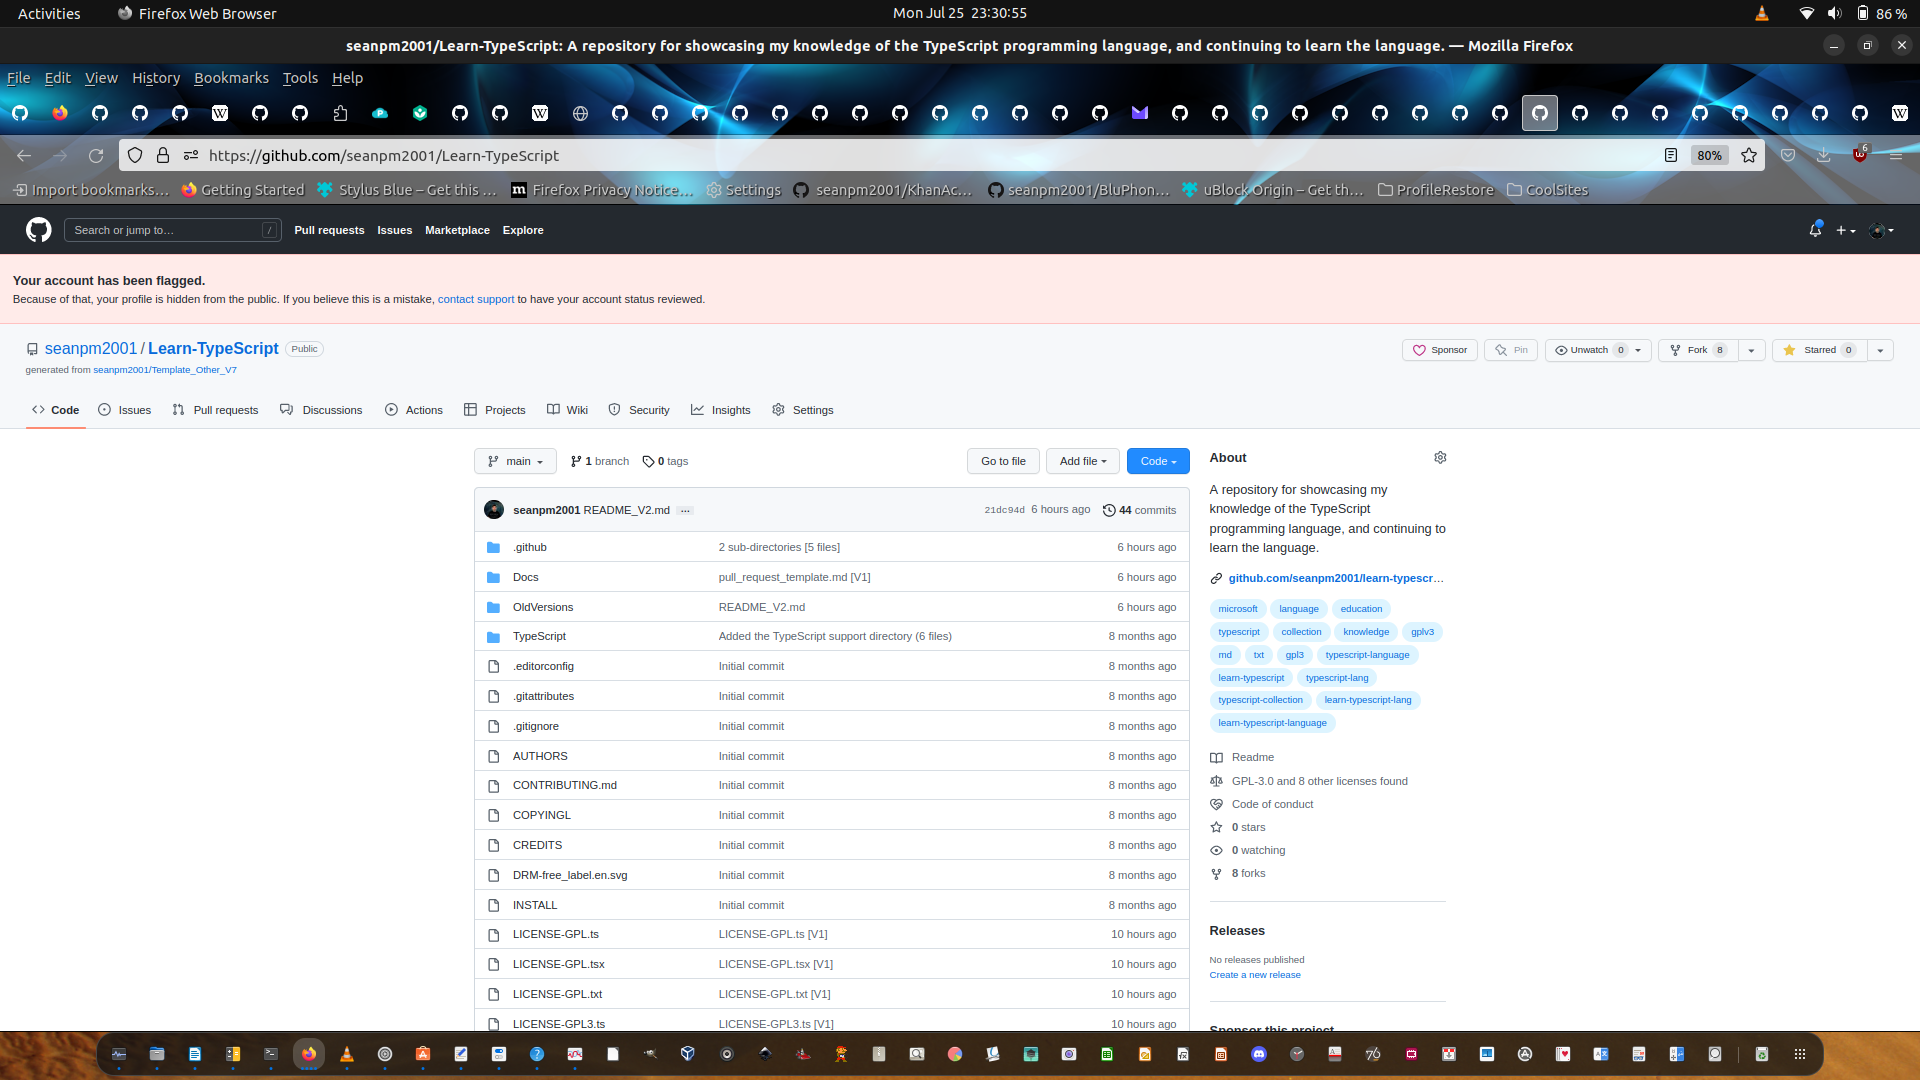 Activities
Firefox Web Browser
Mon Jul 25 23:30:55
86 %
seanpm2001/Learn-TypeScript: A repository for showcasing my knowledge of the TypeScript programming language, and continuing to learn the language. — Mozilla Firefox
File Edit View History Bookmarks Tools Help
https://github.com/seanpm2001/Learn-TypeScript
80%
6
Import bookmarks… Getting Started Stylus Blue – Get this … Firefox Privacy Notice… Settings seanpm2001/KhanAc… seanpm2001/BluPhon… uBlock Origin – Get th… ProfileRestore CoolSites
Search or jump to… /
Pull requests Issues Marketplace Explore
Your account has been flagged.
Because of that, your profile is hidden from the public. If you believe this is a mistake, contact support to have your account status reviewed.
seanpm2001 / Learn-TypeScript Public
generated from seanpm2001/Template_Other_V7
Sponsor Pin Unwatch 0 Fork 8 Starred 0
Code Issues Pull requests Discussions Actions Projects Wiki Security Insights Settings
main 1 branch 0 tags
Go to file Add file Code
seanpm2001 README_V2.md … 21dc94d 6 hours ago 44 commits
.github 2 sub-directories [5 files] 6 hours ago
Docs pull_request_template.md [V1] 6 hours ago
OldVersions README_V2.md 6 hours ago
TypeScript Added the TypeScript support directory (6 files) 8 months ago
.editorconfig Initial commit 8 months ago
.gitattributes Initial commit 8 months ago
.gitignore Initial commit 8 months ago
AUTHORS Initial commit 8 months ago
CONTRIBUTING.md Initial commit 8 months ago
COPYINGL Initial commit 8 months ago
CREDITS Initial commit 8 months ago
DRM-free_label.en.svg Initial commit 8 months ago
INSTALL Initial commit 8 months ago
LICENSE-GPL.ts LICENSE-GPL.ts [V1] 10 hours ago
LICENSE-GPL.tsx LICENSE-GPL.tsx [V1] 10 hours ago
LICENSE-GPL.txt LICENSE-GPL.txt [V1] 10 hours ago
LICENSE-GPL3.ts LICENSE-GPL3.ts [V1] 10 hours ago
About
A repository for showcasing my
knowledge of the TypeScript
programming language, and continuing to
learn the language.
github.com/seanpm2001/learn-typescr…
microsoft language education
typescript collection knowledge gplv3
md txt gpl3 typescript-language
learn-typescript typescript-lang
typescript-collection learn-typescript-lang
learn-typescript-language
Readme
GPL-3.0 and 8 other licenses found
Code of conduct
0 stars
0 watching
8 forks
Releases
No releases published
Create a new release
Sponsor this project